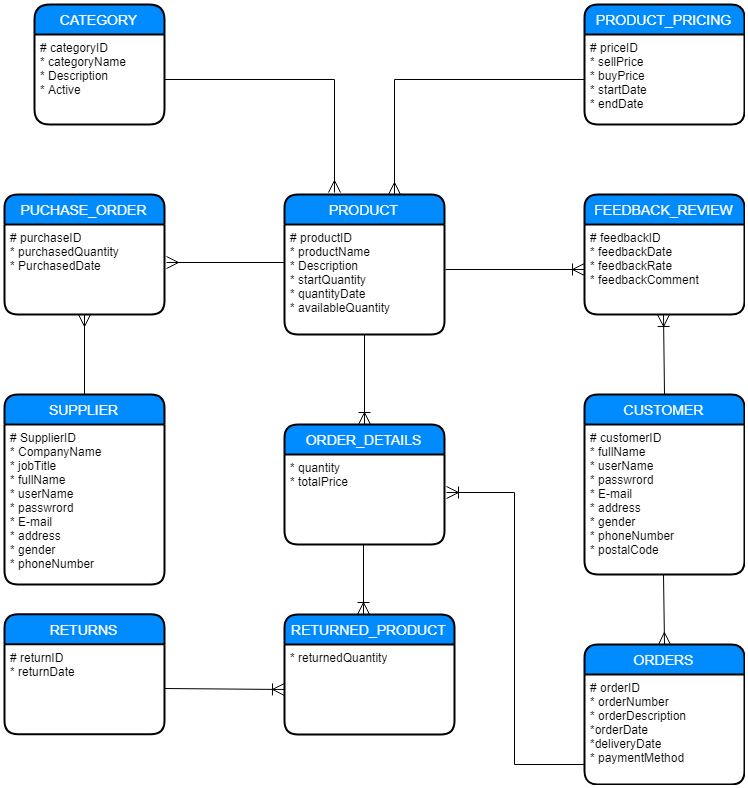 CATEGORY
# categoryID
* categoryName
* Description
* Active
PRODUCT_PRICING
# priceID
* sellPrice
* buyPrice
* startDate
* endDate
PUCHASE_ORDER
# purchaseID
* purchasedQuantity
* PurchasedDate
PRODUCT
# productID
* productName
* Description
* startQuantity
* quantityDate
* availableQuantity
FEEDBACK_REVIEW
# feedbackID
* feedbackDate
* feedbackRate
* feedbackComment
SUPPLIER
# SupplierID
* CompanyName
* jobTitle
* fullName
* userName
* passwrord
* E-mail
* address
* gender
* phoneNumber
ORDER_DETAILS
* quantity
* totalPrice
CUSTOMER
# customerID
* fullName
* userName
* password
* E-mail
* address
* gender
* phoneNumber
* postalCode
RETURNS
# returnID
* returnDate
RETURNED_PRODUCT
* returnedQuantity
ORDERS
# orderID
* orderNumber
* orderDescription
*orderDate
*deliveryDate
* paymentMethod